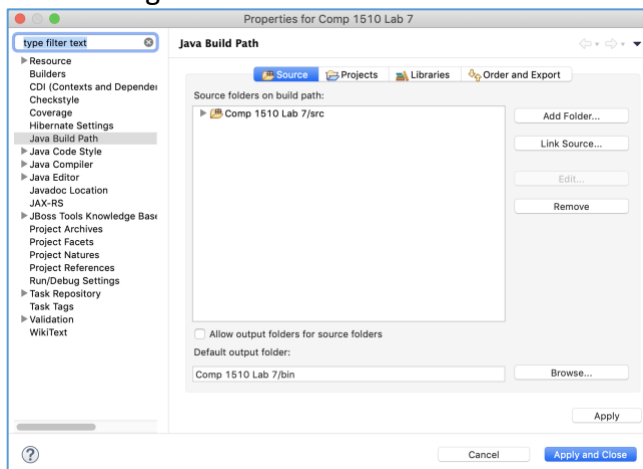 Properties for Comp 1510 Lab 7
type filter text
Resource
Builders
CDI (Contexts and Depender
Checkstyle
Coverage
Hibernate Settings
Java Build Path
Java Code Style
Java Compiler
Java Editor
Javadoc Location
JAX-RS
JBoss Tools Knowledge Base
Project Archives
Project Facets
Project Natures
Project References
Run/Debug Settings
Task Repository
Task Tags
Validation
WikiText
Java Build Path
Source Projects Libraries Order and Export
Source folders on build path:
Comp 1510 Lab 7/src
Add Folder...
Link Source...
Edit...
Remove
Allow output folders for source folders
Default output folder:
Comp 1510 Lab 7/bin
Browse...
Apply
?
Cancel
Apply and Close